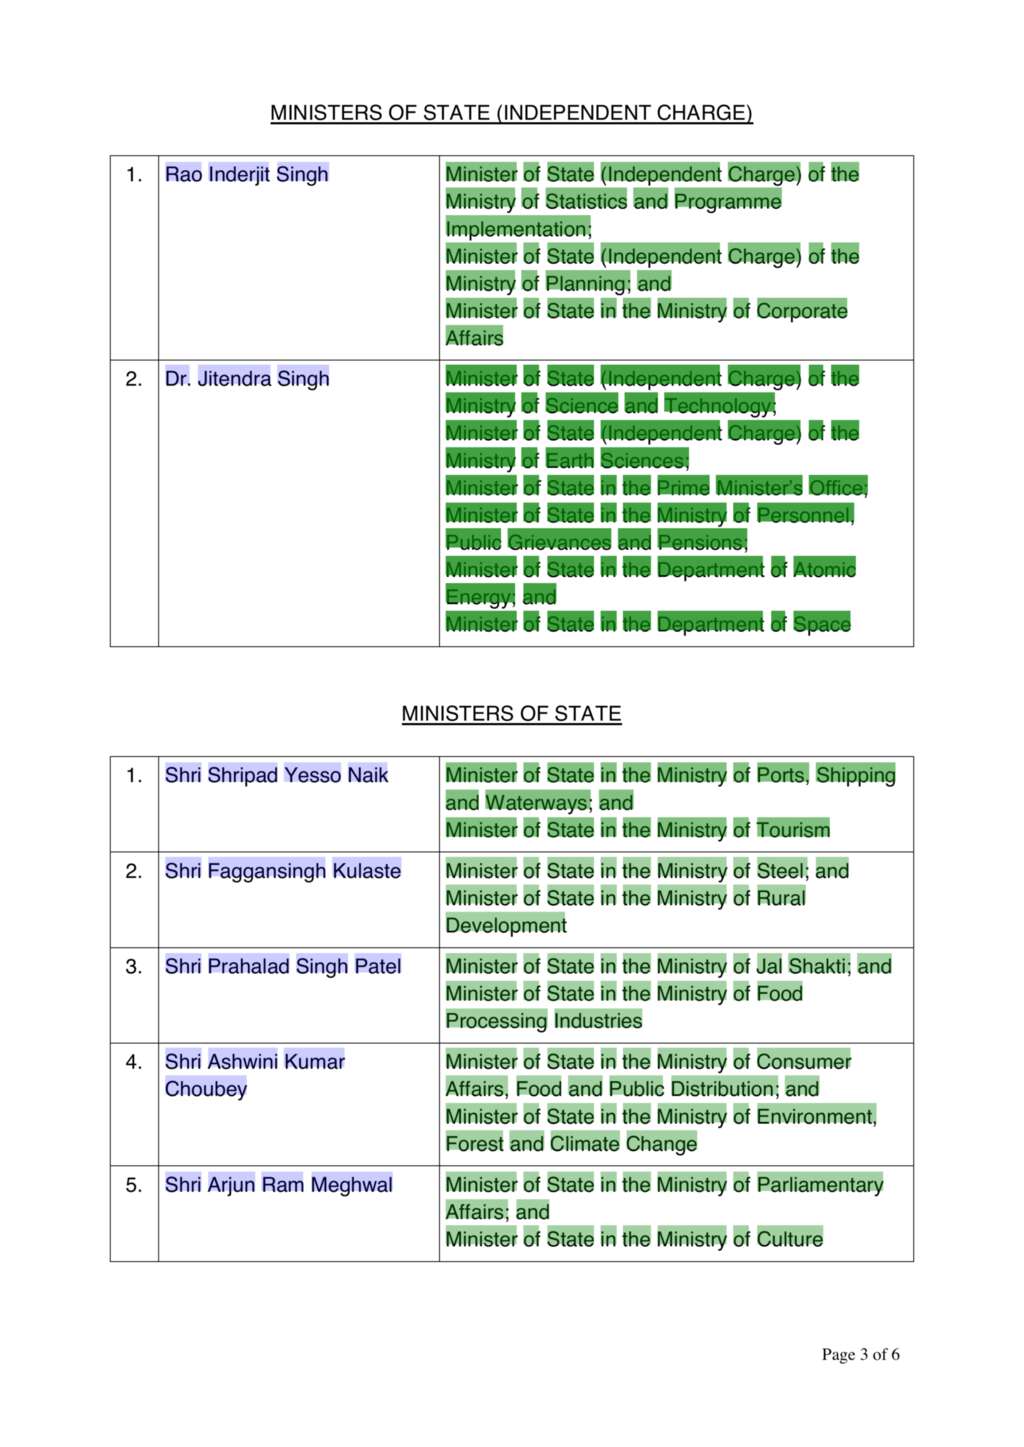 MINISTERS OF STATE (INDEPENDENT CHARGE)
1. Rao Inderjit Singh Minister of State (Independent Charge) of the
Ministry of Statistics and Programme
Implementation;
Minister of State (Independent Charge) of the
Ministry of Planning; and
Minister of State in the Ministry of Corporate
Affairs
2. Dr. Jitendra Singh Minister of State (Independent Charge) of the
Ministry of Science and Technology;
Minister of State (Independent Charge) of the
Ministry of Earth Sciences;
Minister of State in the Prime Minister's Office;
Minister of State in the Ministry of Personnel,
Public Grievances and Pensions;
Minister of State in the Department of Atomic
Energy; and
Minister of State in the Department of Space
MINISTERS OF STATE
1. Shri Shripad Yesso Naik Minister of State in the Ministry of Ports, Shipping
and Waterways; and
Minister of State in the Ministry of Tourism
2. Shri Faggansingh Kulaste Minister of State in the Ministry of Steel; and
Minister of State in the Ministry of Rural
Development
3. Shri Prahalad Singh Patel Minister of State in the Ministry of Jal Shakti; and
Minister of State in the Ministry of Food
Processing Industries
4. Shri Ashwini Kumar Minister of State in the Ministry of Consumer
Choubey Affairs, Food and Public Distribution; and
Minister of State in the Ministry of Environment,
Forest and Climate Change
5. Shri Arjun Ram Meghwal Minister of State in the Ministry of Parliamentary
Affairs; and
Minister of State in the Ministry of Culture
Page 3 of 6